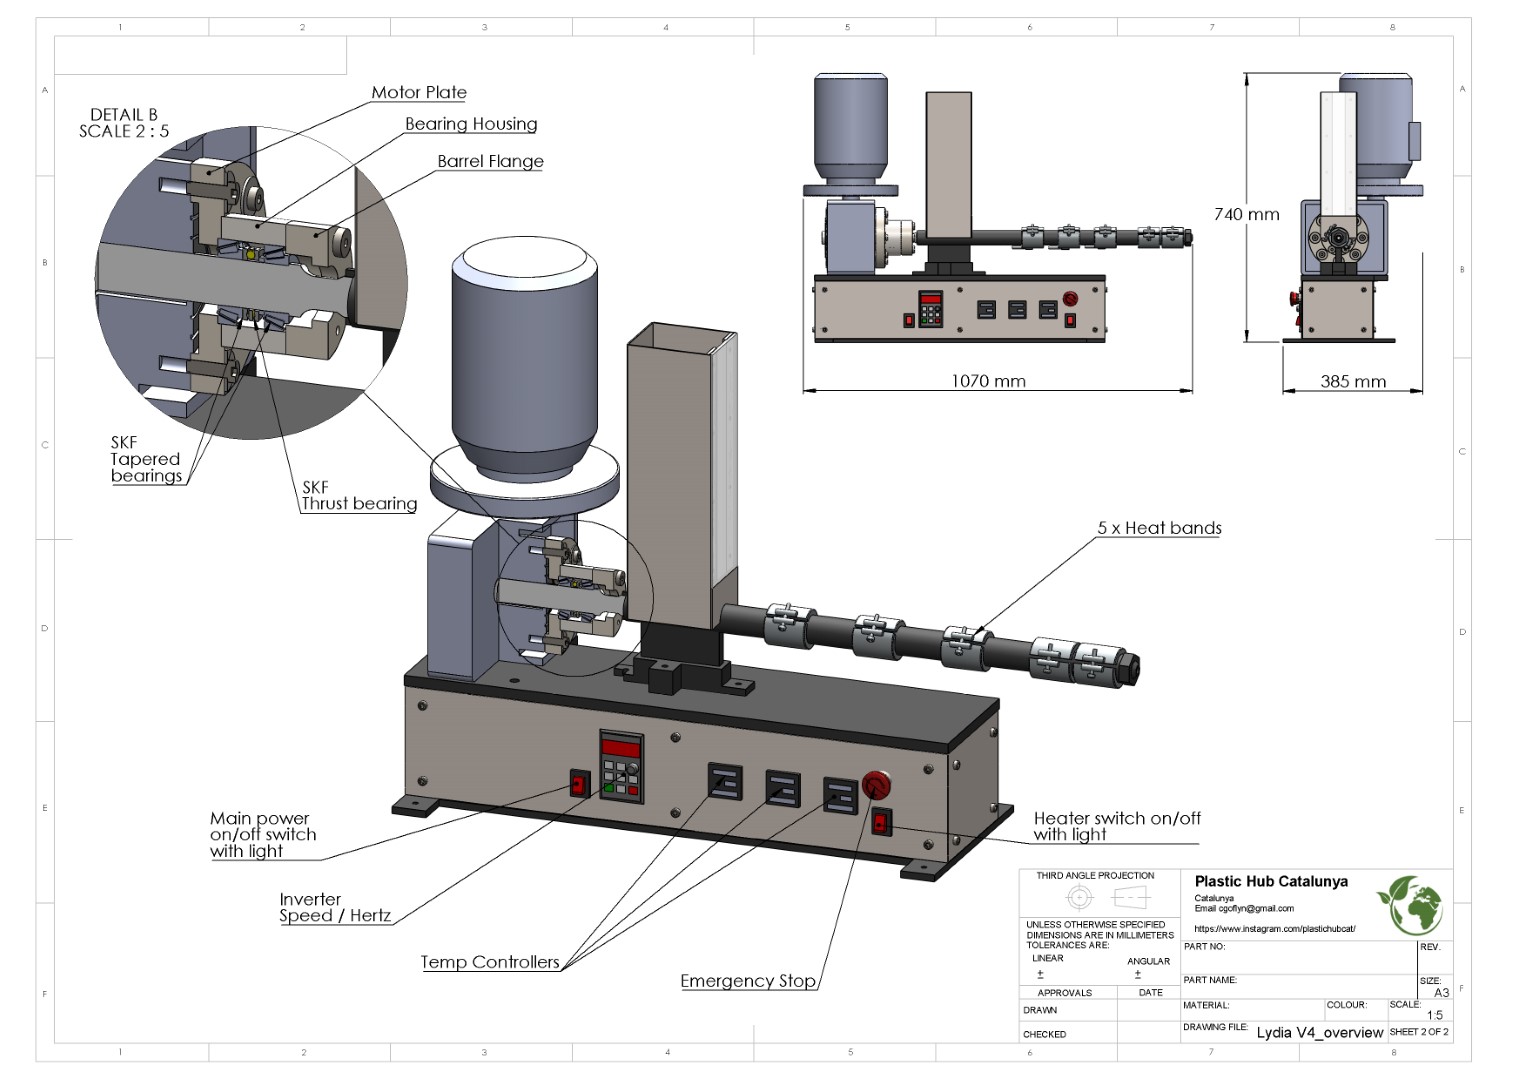 1 2 3 4 5 6 7 8
A
B
C
D
E
F
A
B
C
D
E
F
DETAIL B
SCALE 2 : 5
Motor Plate
Bearing Housing
Barrel Flange
SKF
Tapered
bearings
SKF
Thrust bearing
740 mm
1070 mm
385 mm
5 x Heat bands
Main power
on/off switch
with light
Inverter
Speed / Hertz
Temp Controllers
Emergency Stop
Heater switch on/off
with light
THIRD ANGLE PROJECTION
UNLESS OTHERWISE SPECIFIED
DIMENSIONS ARE IN MILLIMETERS
TOLERANCES ARE:
LINEAR
±
ANGULAR
±
APPROVALS DATE
DRAWN
CHECKED
Plastic Hub Catalunya
Catalunya
Email cgoflyn@gmail.com
https://www.instagram.com/plastichubcat/
PART NO:
REV.
PART NAME:
SIZE:
A3
MATERIAL:
COLOUR:
SCALE:
1:5
DRAWING FILE: Lydia V4_overview
SHEET 2 OF 2
1 2 3 4 5 6 7 8